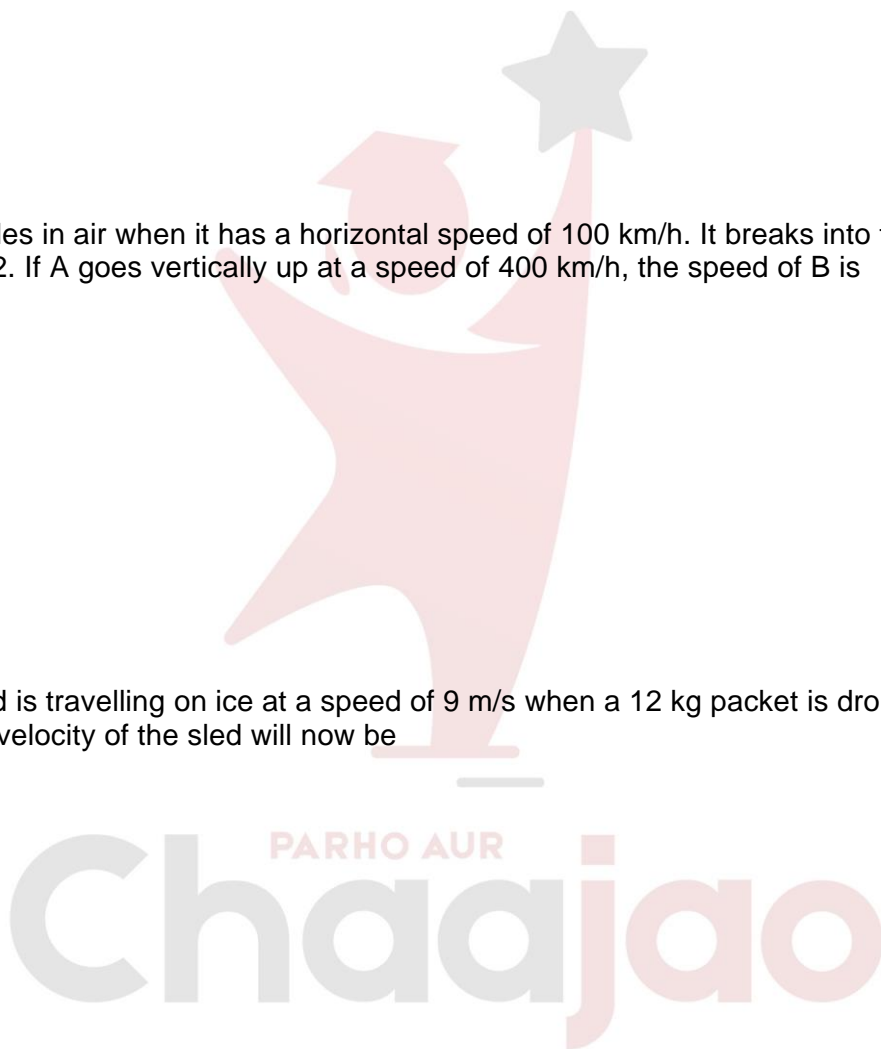 les in air when it has a horizontal speed of 100 km/h. It breaks into
2. If A goes vertically up at a speed of 400 km/h, the speed of B is
d is travelling on ice at a speed of 9 m/s when a 12 kg packet is dro
velocity of the sled will now be
PARHO AUR
Chaajao